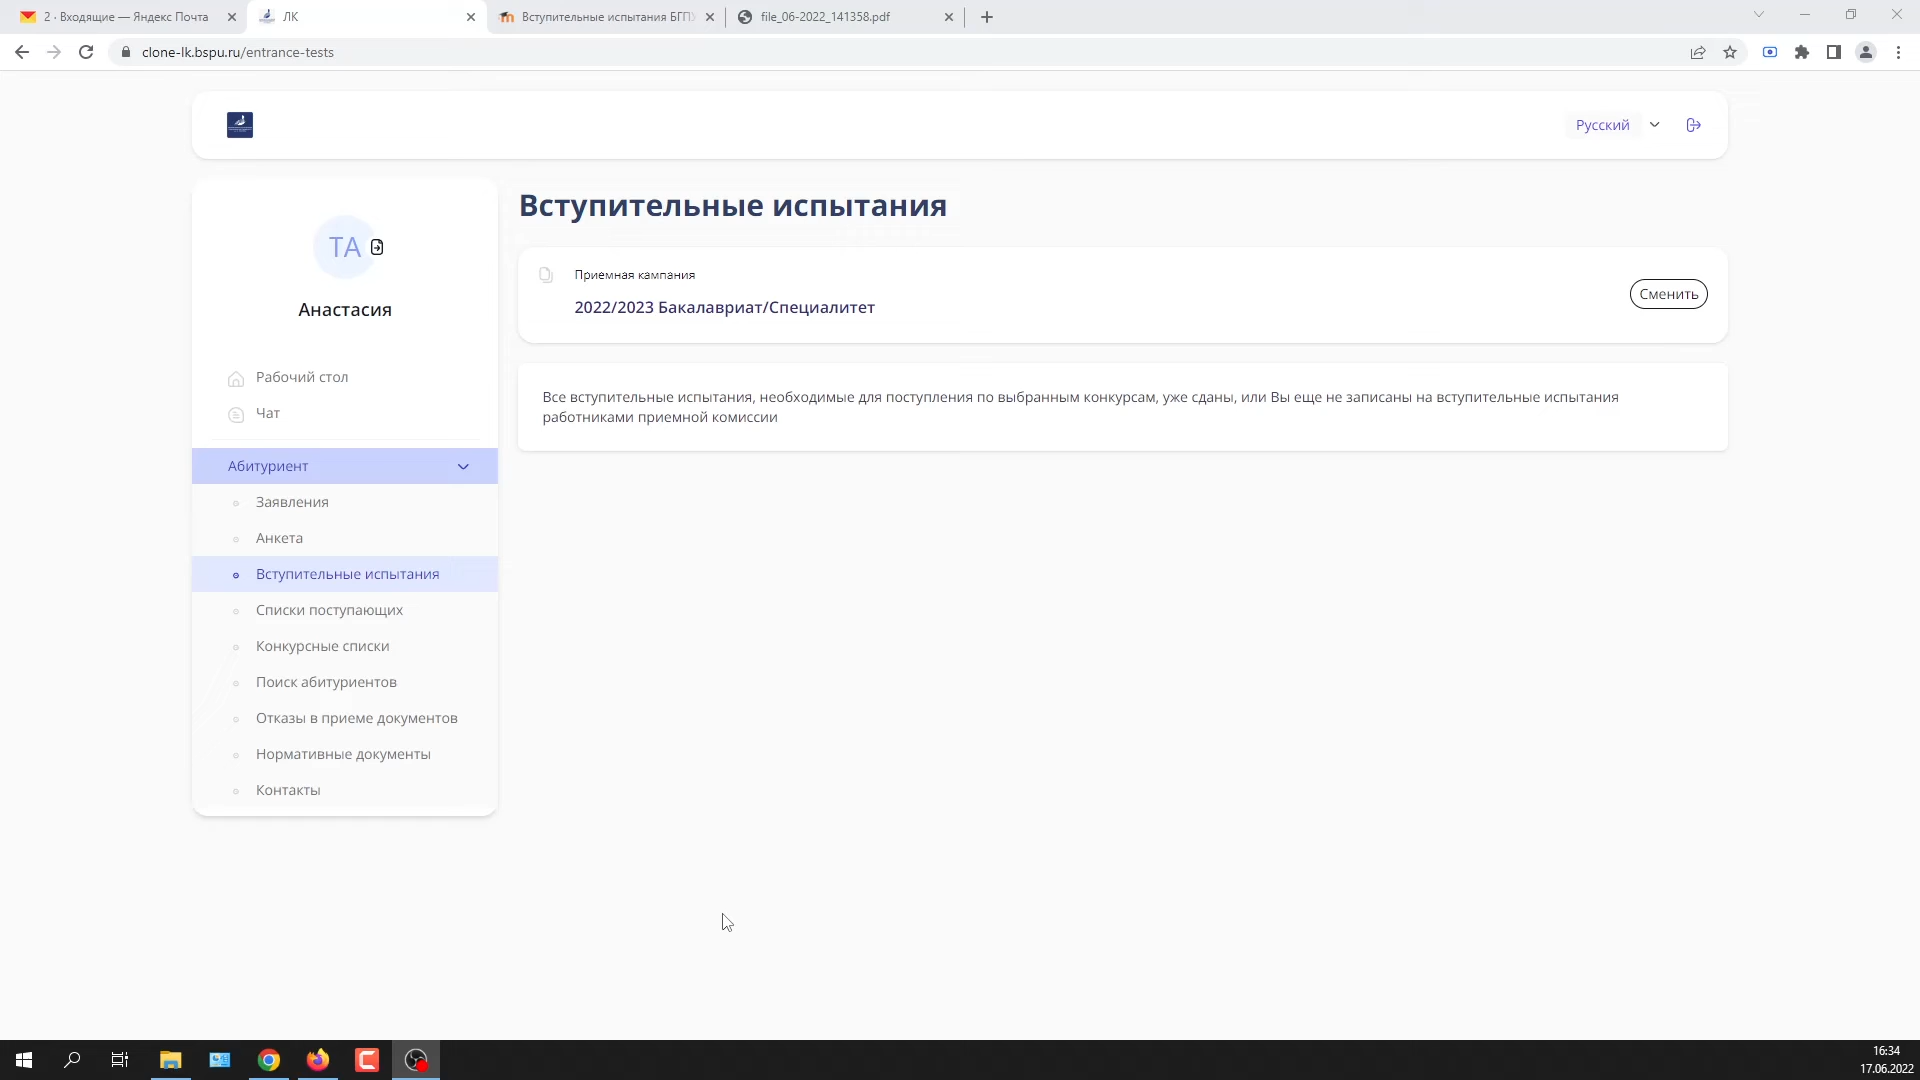 2 · Входящие — Яндекс Почта
ЛК
Вступительные испытания БГПУ
file_06-2022_141358.pdf
clone-lk.bspu.ru/entrance-tests
Русский
ТА
Анастасия
Рабочий стол
Чат
Абитуриент
Заявления
Анкета
Вступительные испытания
Списки поступающих
Конкурсные списки
Поиск абитуриентов
Отказы в приеме документов
Нормативные документы
Контакты
Вступительные испытания
Приемная кампания
2022/2023 Бакалавриат/Специалитет
Сменить
Все вступительные испытания, необходимые для поступления по выбранным конкурсам, уже сданы, или Вы еще не записаны на вступительные испытания
работниками приемной комиссии
16:34
17.06.2022